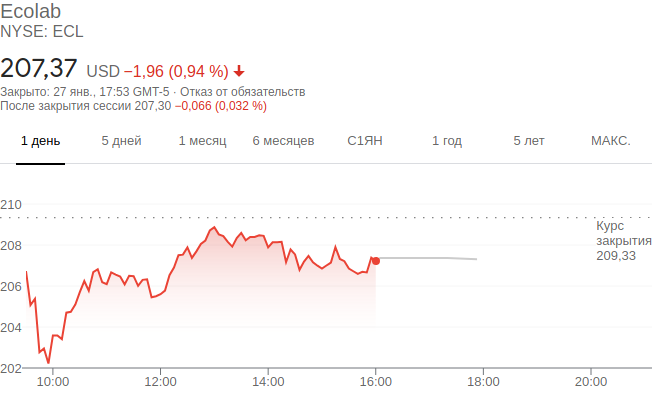 Ecolab
NYSE: ECL
207,37 USD −1,96 (0,94 %)
Закрыто: 27 янв., 17:53 GMT-5 · Отказ от обязательств
После закрытия сессии 207,30 −0,066 (0,032 %)
1 день 5 дней 1 месяц 6 месяцев С1ЯН 1 год 5 лет МАКС.
210
Курс
208 закрытия
209,33
206
204
202
10:00 12:00 14:00 16:00 18:00 20:00